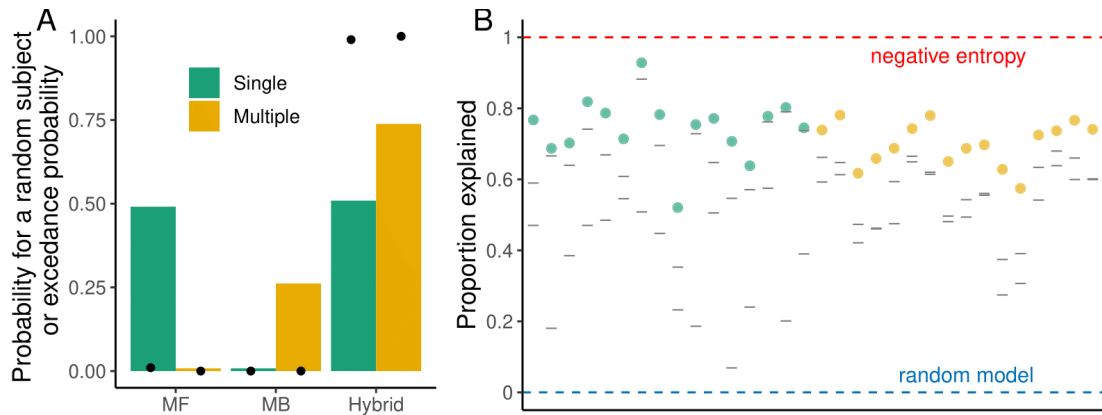 A
Probability for a random subject
or excedance probability
1.00
0.75
0.50
0.25
0.00
Single
Multiple
MF
MB
Hybrid
B
Proportion explained
1
0.8
0.6
0.4
0.2
0
negative entropy
random model